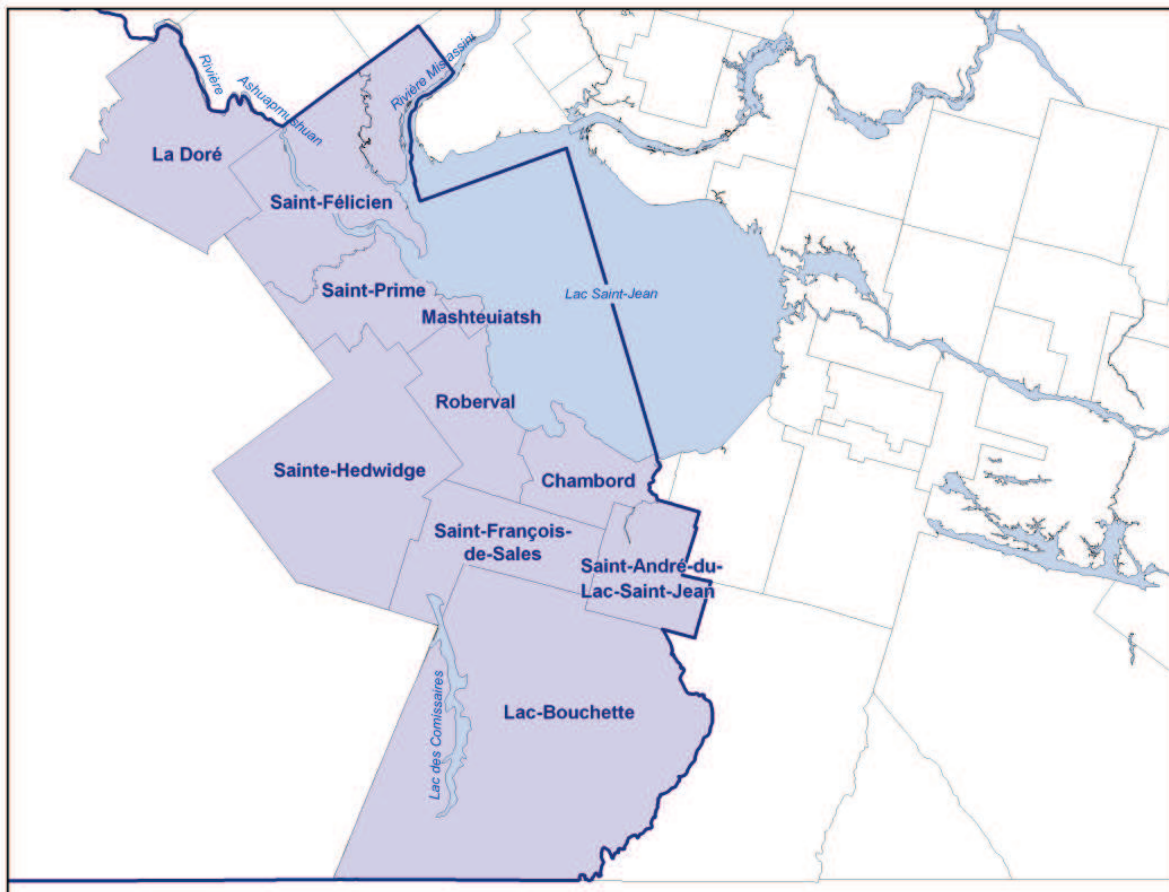 Rivière
Ashuapmushuan
Rivière Mistassini
La Doré
Saint-Félicien
Saint-Prime
Mashteuiatsh
Lac Saint-Jean
Roberval
Sainte-Hedwidge
Chambord
Saint-François-
de-Sales
Saint-André-du-
Lac-Saint-Jean
Lac-Bouchette
Lac des Comissaires